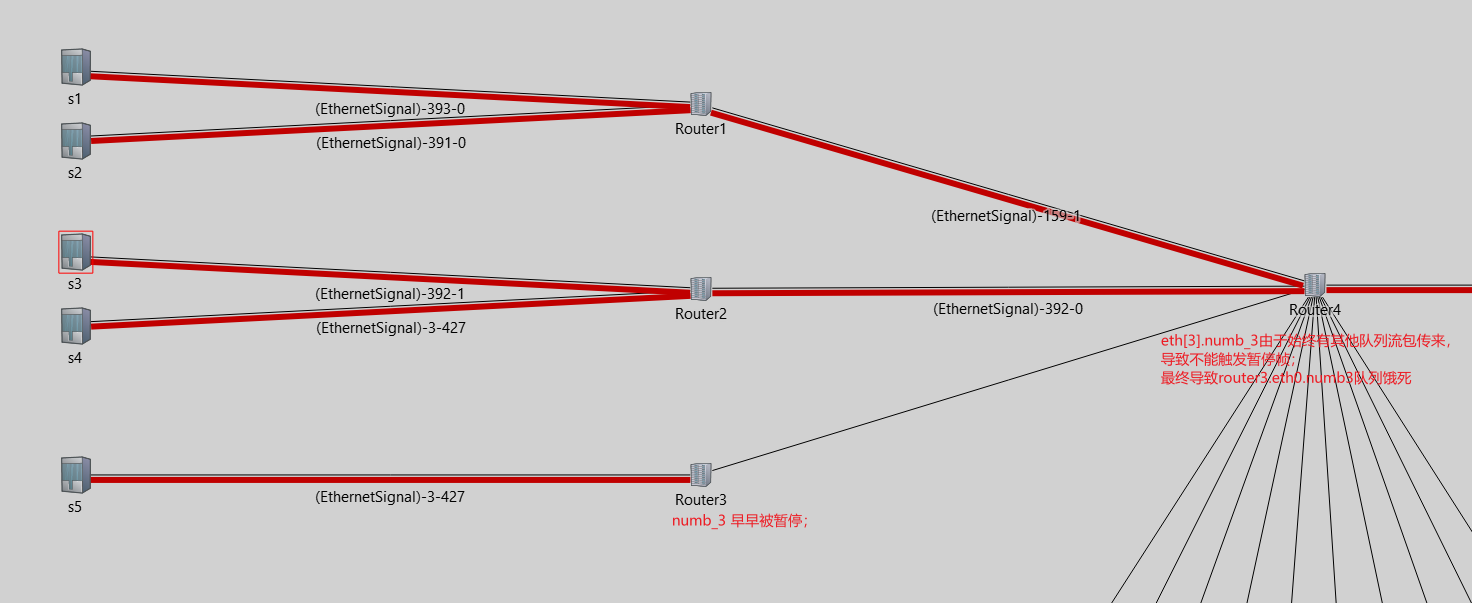 s1
(EthernetSignal)-393-0
Router1
(EthernetSignal)-391-0
s2
(EthernetSignal)-159-1
s3
(EthernetSignal)-392-1
Router2
(EthernetSignal)-392-0
Router4
(EthernetSignal)-3-427
s4
eth[3].numb_3由于始终有其他队列流包传来,
导致不能触发暂停帧;
最终导致router3.eth0.numb3队列饿死
(EthernetSignal)-3-427
Router3
s5
numb_3 早早被暂停;